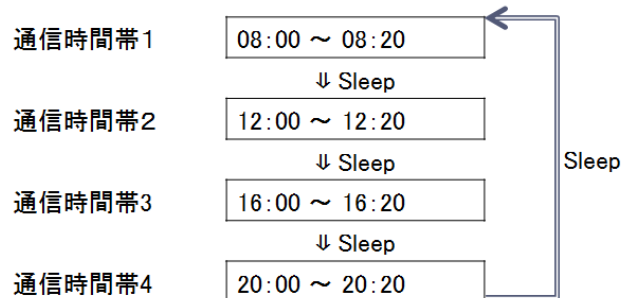 通信時間帯1 08:00 ～ 08:20
⇓ Sleep
通信時間帯２ 12:00 ～ 12:20
⇓ Sleep
Sleep
通信時間帯3 16:00 ～ 16:20
⇓ Sleep
通信時間帯4 20:00 ～ 20:20